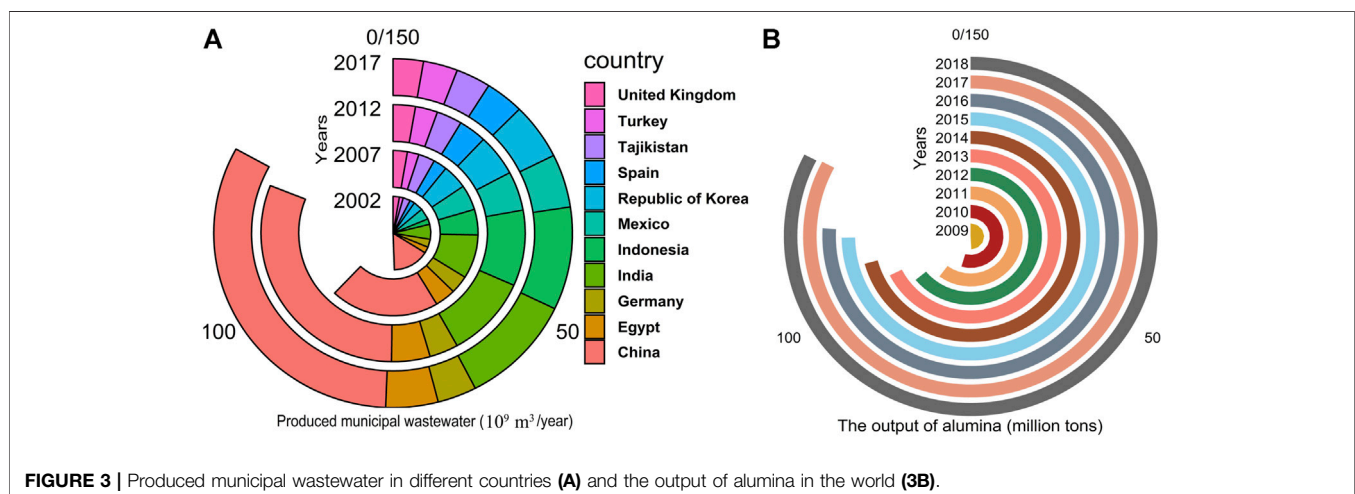 A
0/150
2017
2012
2007
2002
Years
100
50
country
United Kingdom
Turkey
Tajikistan
Spain
Republic of Korea
Mexico
Indonesia
India
Germany
Egypt
China
Produced municipal wastewater (10⁹ m³/year)
B
0/150
2018
2017
2016
2015
2014
2013
2012
2011
2010
2009
Years
100
50
The output of alumina (million tons)
FIGURE 3 | Produced municipal wastewater in different countries (A) and the output of alumina in the world (3B).